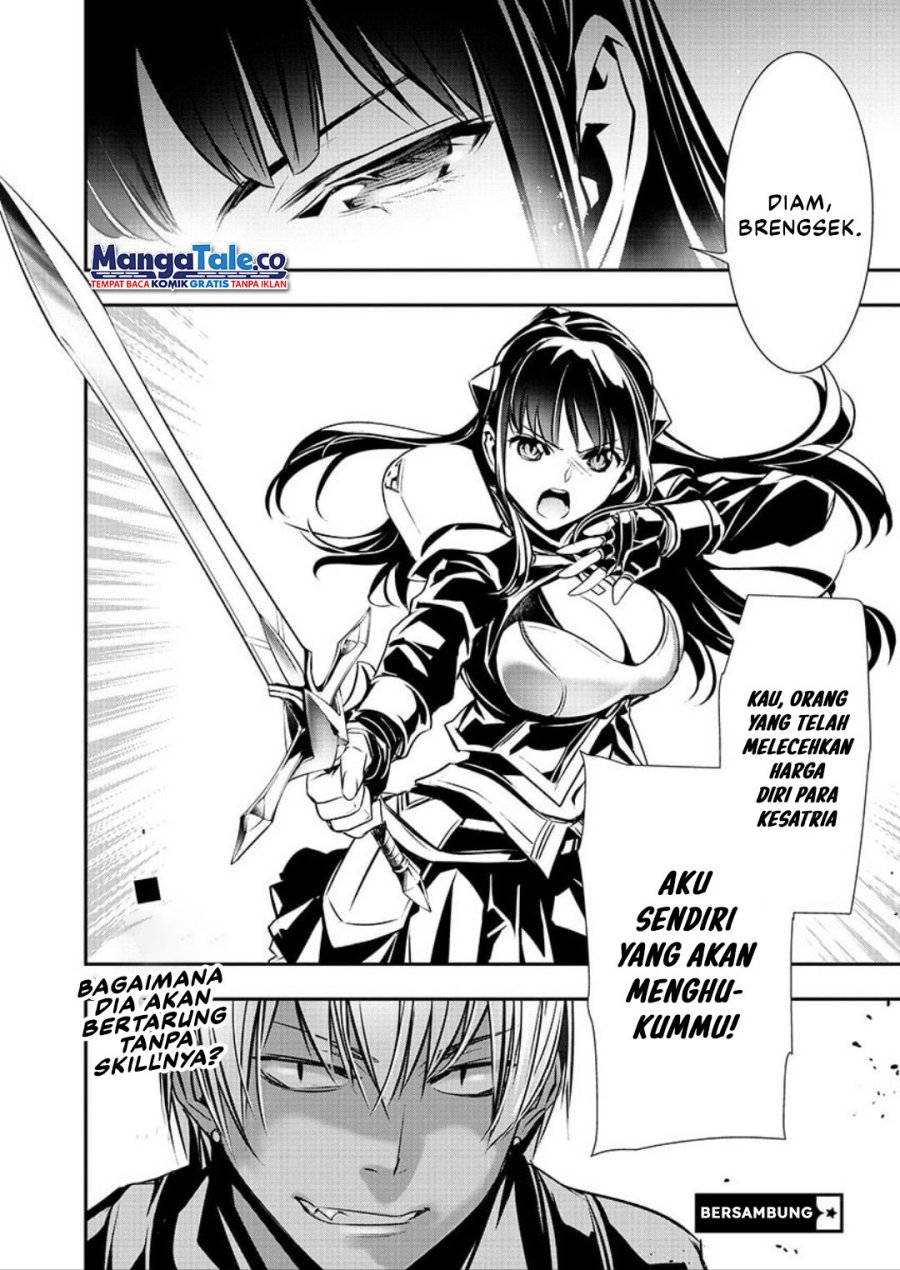 DIAM,
BRENGSEK.
MangaTale.co
TEMPAT BACA KOMIK GRATIS TANPA IKLAN
KAU, ORANG
YANG TELAH
MELECEHKAN
HARGA
DIRI PARA
KESATRIA
AKU
SENDIRI
YANG AKAN
MENGHU-
KUMMU!
BAGAIMANA
DIA AKAN
BERTARUNG
TANPA
SKILLNYA?
BERSAMBUNG